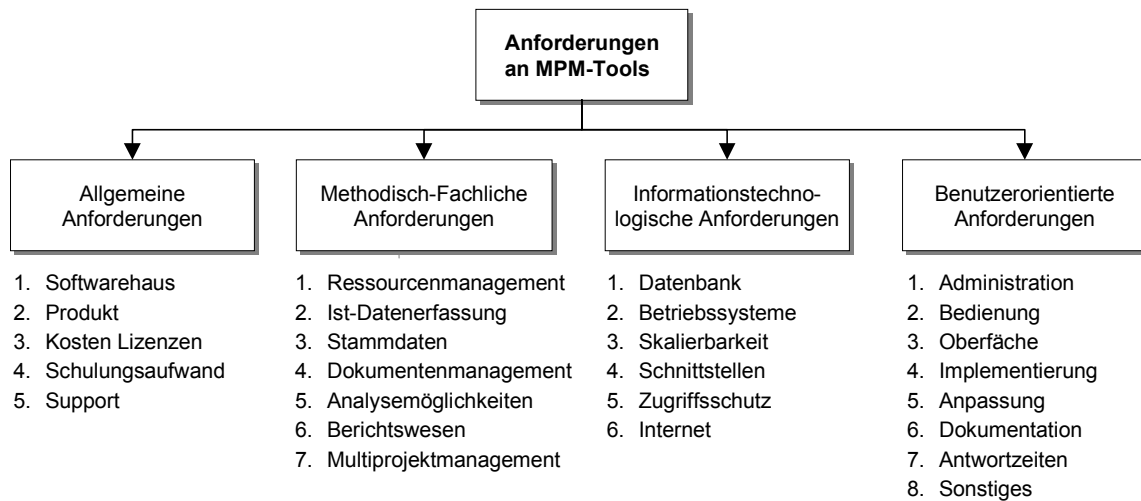 Anforderungen
an MPM-Tools
Allgemeine
Anforderungen
1. Softwarehaus
2. Produkt
3. Kosten Lizenzen
4. Schulungsaufwand
5. Support
Methodisch-Fachliche
Anforderungen
1. Ressourcenmanagement
2. Ist-Datenerfassung
3. Stammdaten
4. Dokumentenmanagement
5. Analysemöglichkeiten
6. Berichtswesen
7. Multiprojektmanagement
Informationstechno-
logische Anforderungen
1. Datenbank
2. Betriebssysteme
3. Skalierbarkeit
4. Schnittstellen
5. Zugriffsschutz
6. Internet
Benutzerorientierte
Anforderungen
1. Administration
2. Bedienung
3. Oberfäche
4. Implementierung
5. Anpassung
6. Dokumentation
7. Antwortzeiten
8. Sonstiges